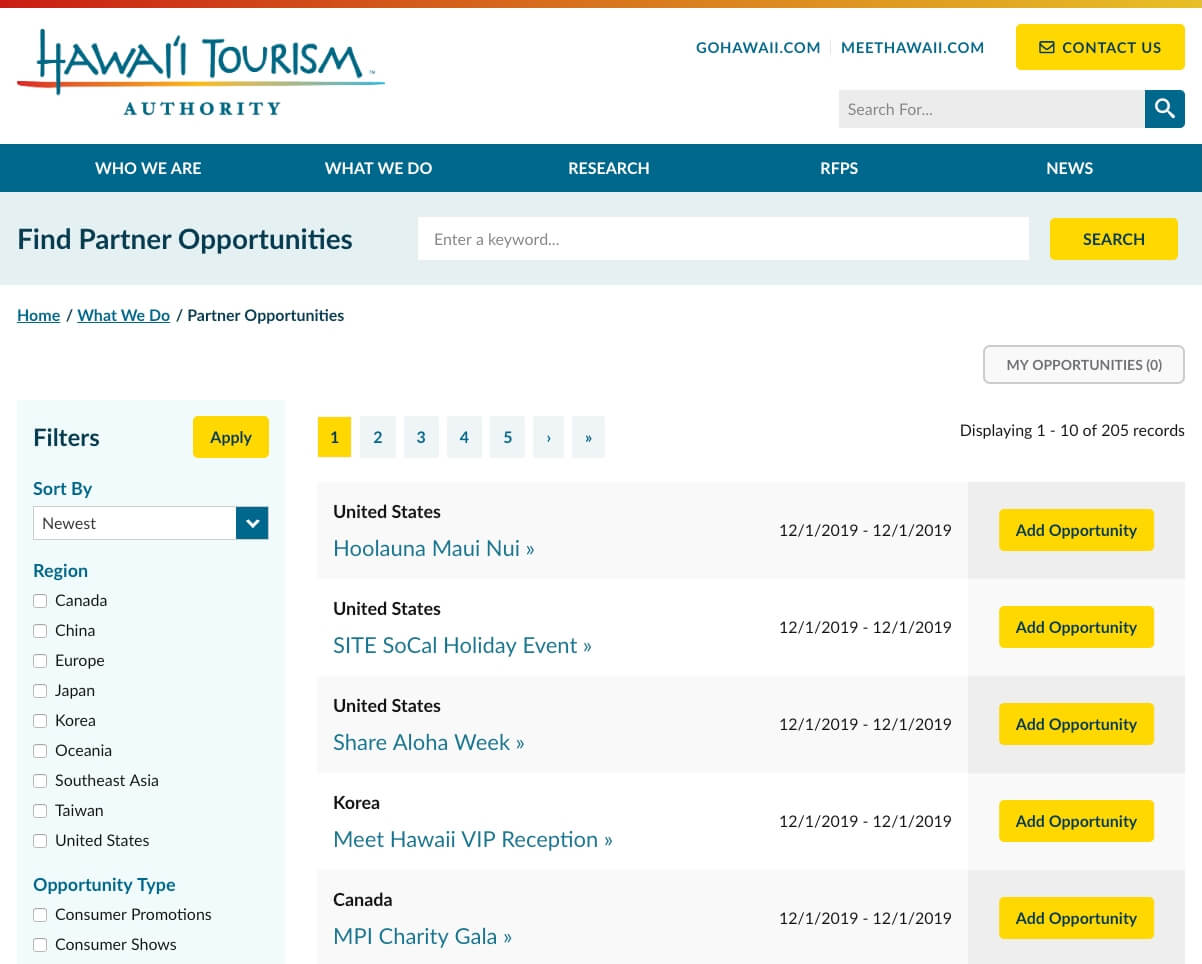 HAWAI'I TOURISM™
AUTHORITY
GOHAWAII.COM
MEETHAWAII.COM
CONTACT US
Search For...
WHO WE ARE
WHAT WE DO
RESEARCH
RFPS
NEWS
Find Partner Opportunities
Enter a keyword...
SEARCH
Home / What We Do / Partner Opportunities
MY OPPORTUNITIES (0)
Filters
Apply
Sort By
Newest
Region
Canada
China
Europe
Japan
Korea
Oceania
Southeast Asia
Taiwan
United States
Opportunity Type
Consumer Promotions
Consumer Shows
1 2 3 4 5 › »
Displaying 1 - 10 of 205 records
United States
Hoolauna Maui Nui »
12/1/2019 - 12/1/2019
Add Opportunity
United States
SITE SoCal Holiday Event »
12/1/2019 - 12/1/2019
Add Opportunity
United States
Share Aloha Week »
12/1/2019 - 12/1/2019
Add Opportunity
Korea
Meet Hawaii VIP Reception »
12/1/2019 - 12/1/2019
Add Opportunity
Canada
MPI Charity Gala »
12/1/2019 - 12/1/2019
Add Opportunity